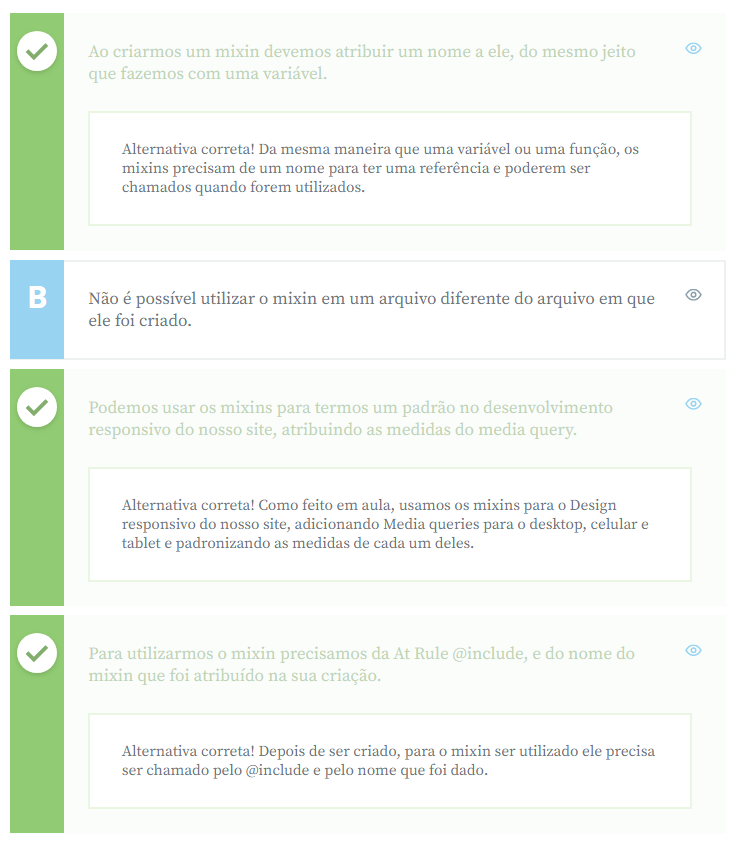 Ao criarmos um mixin devemos atribuir um nome a ele, do mesmo jeito
que fazemos com uma variável.
Alternativa correta! Da mesma maneira que uma variável ou uma função, os
mixins precisam de um nome para ter uma referência e poderem ser
chamados quando forem utilizados.
B
Não é possível utilizar o mixin em um arquivo diferente do arquivo em que
ele foi criado.
Podemos usar os mixins para termos um padrão no desenvolvimento
responsivo do nosso site, atribuindo as medidas do media query.
Alternativa correta! Como feito em aula, usamos os mixins para o Design
responsivo do nosso site, adicionando Media queries para o desktop, celular e
tablet e padronizando as medidas de cada um deles.
Para utilizarmos o mixin precisamos da At Rule @include, e do nome do
mixin que foi atribuído na sua criação.
Alternativa correta! Depois de ser criado, para o mixin ser utilizado ele precisa
ser chamado pelo @include e pelo nome que foi dado.